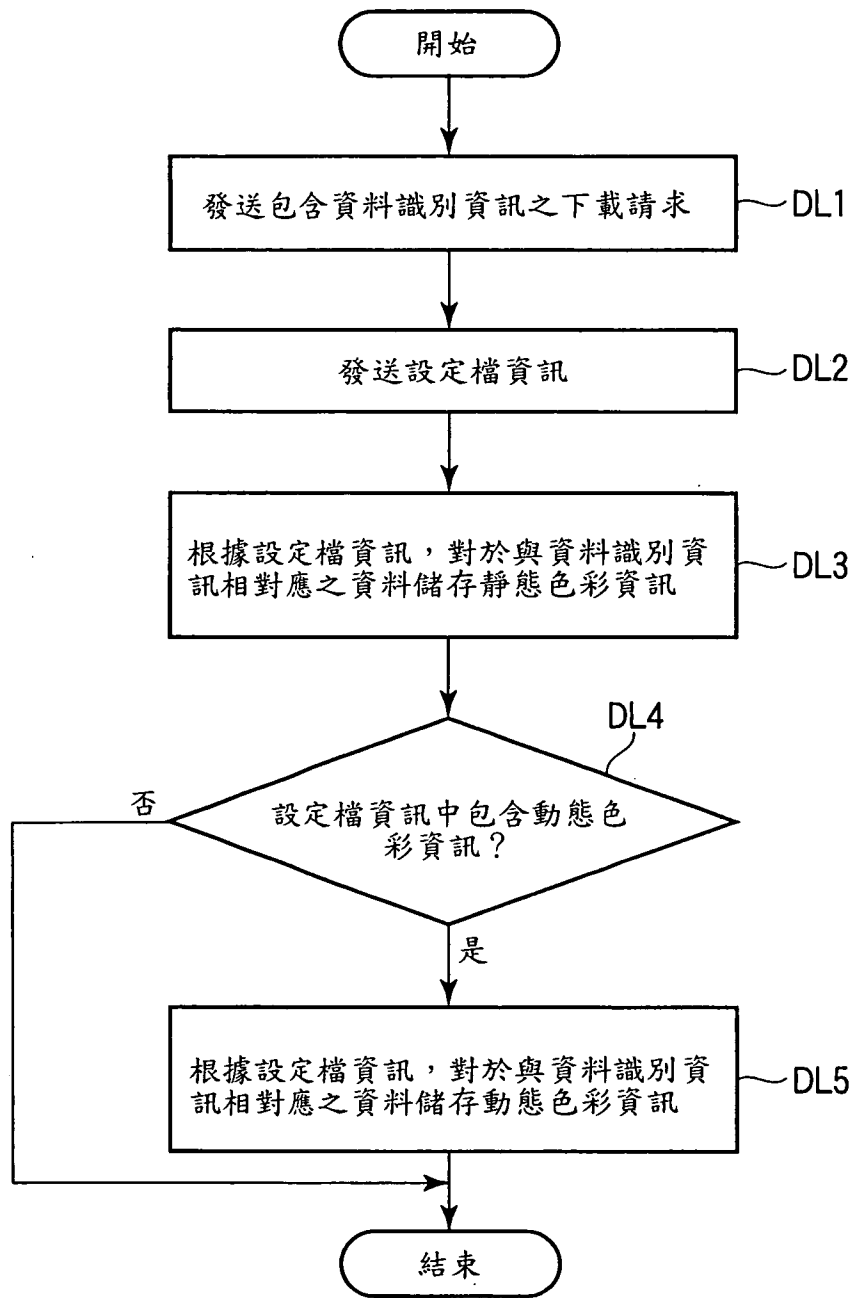 開始
發送包含資料識別資訊之下載請求
DL1
發送設定檔資訊
DL2
根據設定檔資訊，對於與資料識別資
訊相對應之資料儲存靜態色彩資訊
DL3
DL4
否
設定檔資訊中包含動態色
彩資訊？
是
根據設定檔資訊，對於與資料識別資
訊相對應之資料儲存動態色彩資訊
DL5
結束